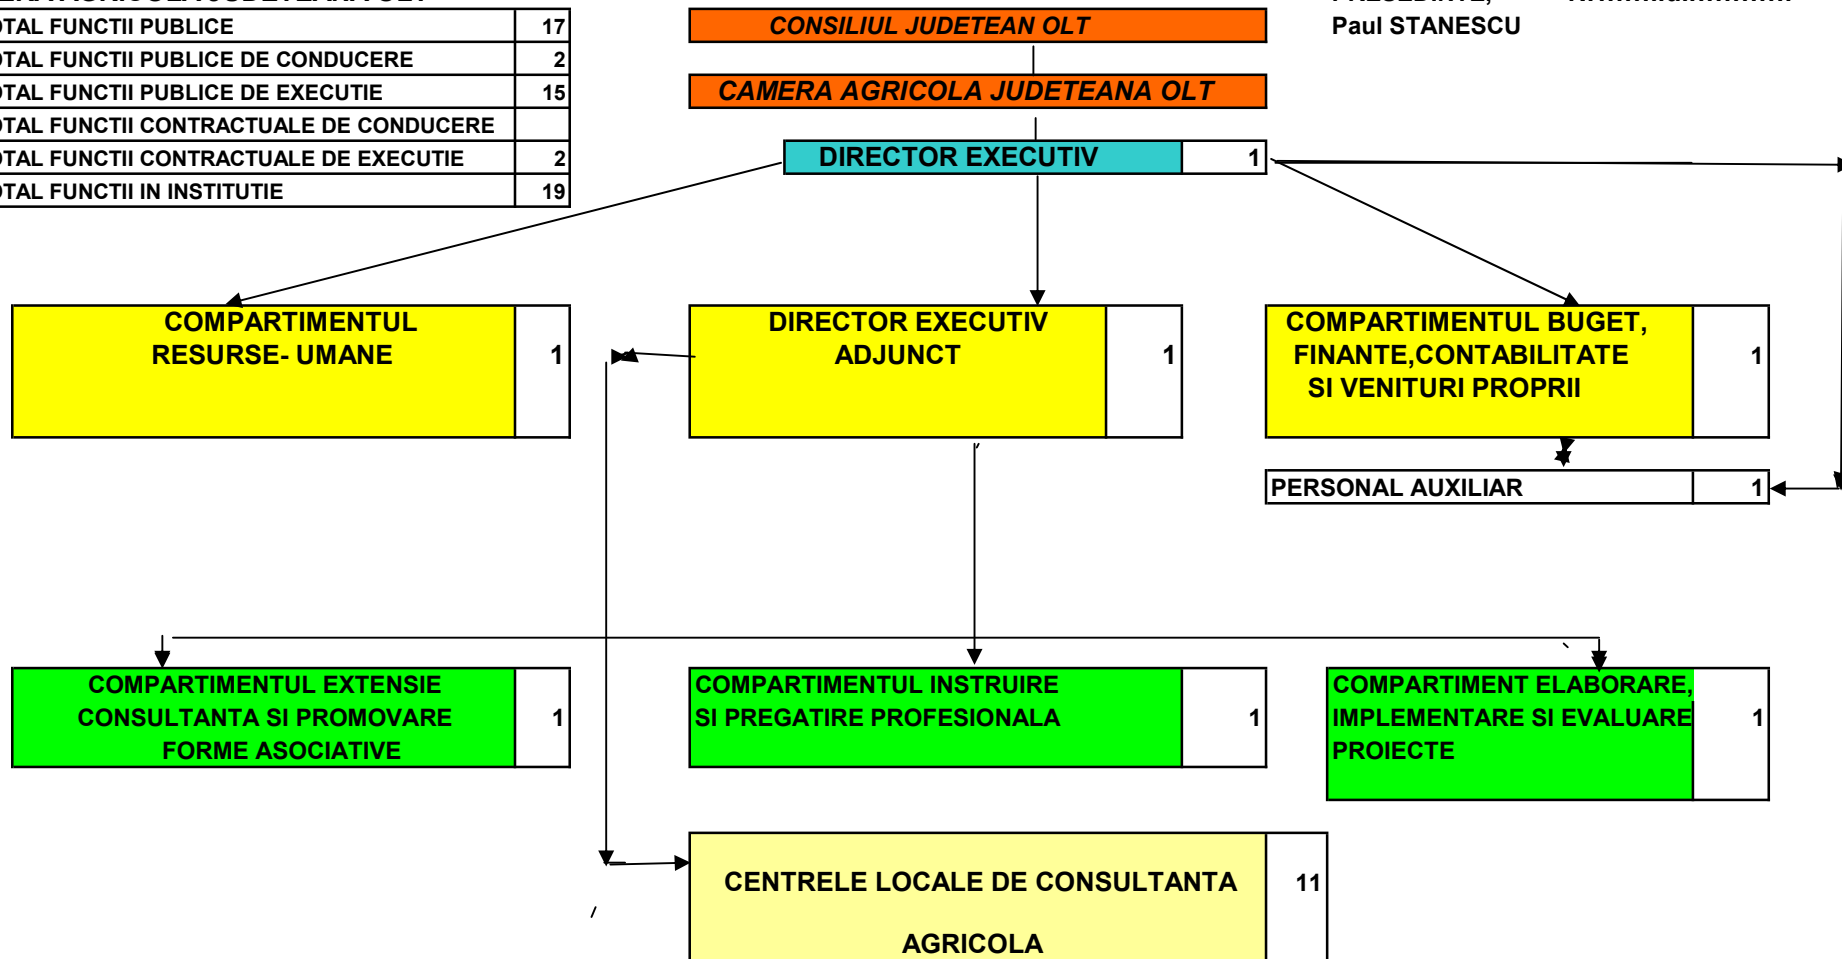 AGRICOLA JUDETEANA OLT
PRESEDINTE,
OTAL FUNCTII PUBLICE 17
OTAL FUNCTII PUBLICE DE CONDUCERE 2
OTAL FUNCTII PUBLICE DE EXECUTIE 15
OTAL FUNCTII CONTRACTUALE DE CONDUCERE
OTAL FUNCTII CONTRACTUALE DE EXECUTIE 2
OTAL FUNCTII IN INSTITUTIE 19
CONSILIUL JUDETEAN OLT
Paul STANESCU
CAMERA AGRICOLA JUDETEANA OLT
DIRECTOR EXECUTIV 1
COMPARTIMENTUL
RESURSE- UMANE 1
DIRECTOR EXECUTIV
ADJUNCT 1
COMPARTIMENTUL BUGET,
FINANTE,CONTABILITATE 1
SI VENITURI PROPRII
PERSONAL AUXILIAR 1
COMPARTIMENTUL EXTENSIE
CONSULTANTA SI PROMOVARE 1
FORME ASOCIATIVE
COMPARTIMENTUL INSTRUIRE
SI PREGATIRE PROFESIONALA 1
COMPARTIMENT ELABORARE,
IMPLEMENTARE SI EVALUARE 1
PROIECTE
CENTRELE LOCALE DE CONSULTANTA 11
AGRICOLA